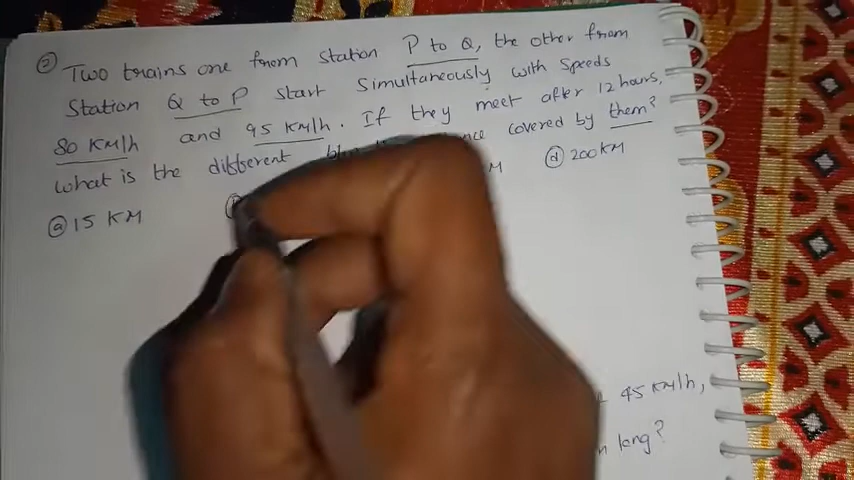 ② Two trains one from station P to Q, the other from
Station Q to P start Simultaneously with Speeds
80 KM/h and 95 KM/h. If they meet after 12 hours.
What is the different covered by them?
ⓐ 15 KM ⓓ 200KM
45 KM/h,
long?